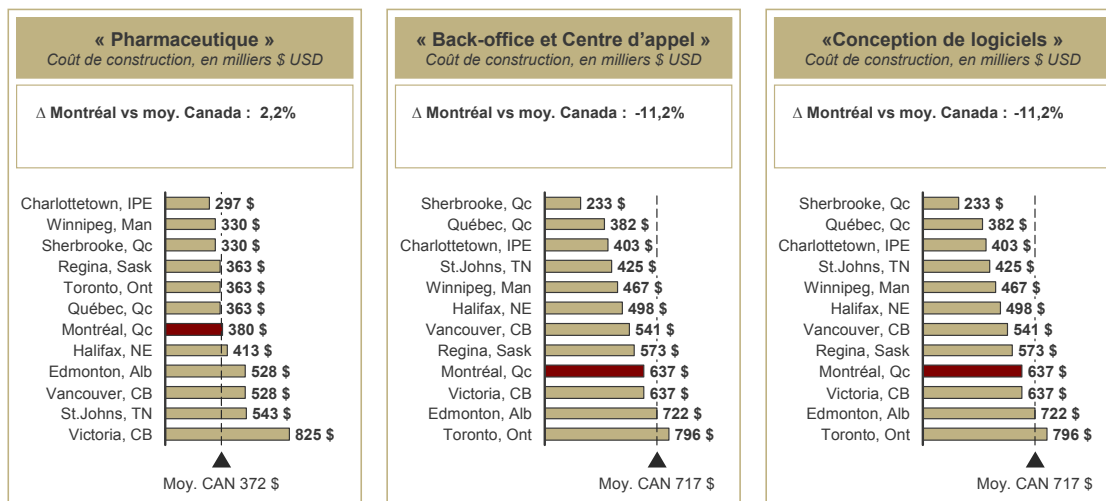 « Pharmaceutique »
Coût de construction, en milliers $ USD
Δ Montréal vs moy. Canada : 2,2%
Charlottetown, IPE 297 $
Winnipeg, Man 330 $
Sherbrooke, Qc 330 $
Regina, Sask 363 $
Toronto, Ont 363 $
Québec, Qc 363 $
Montréal, Qc 380 $
Halifax, NE 413 $
Edmonton, Alb 528 $
Vancouver, CB 528 $
St.Johns, TN 543 $
Victoria, CB 825 $
Moy. CAN 372 $
« Back-office et Centre d'appel »
Coût de construction, en milliers $ USD
Δ Montréal vs moy. Canada : -11,2%
Sherbrooke, Qc 233 $
Québec, Qc 382 $
Charlottetown, IPE 403 $
St.Johns, TN 425 $
Winnipeg, Man 467 $
Halifax, NE 498 $
Vancouver, CB 541 $
Regina, Sask 573 $
Montréal, Qc 637 $
Victoria, CB 637 $
Edmonton, Alb 722 $
Toronto, Ont 796 $
Moy. CAN 717 $
«Conception de logiciels »
Coût de construction, en milliers $ USD
Δ Montréal vs moy. Canada : -11,2%
Sherbrooke, Qc 233 $
Québec, Qc 382 $
Charlottetown, IPE 403 $
St.Johns, TN 425 $
Winnipeg, Man 467 $
Halifax, NE 498 $
Vancouver, CB 541 $
Regina, Sask 573 $
Montréal, Qc 637 $
Victoria, CB 637 $
Edmonton, Alb 722 $
Toronto, Ont 796 $
Moy. CAN 717 $